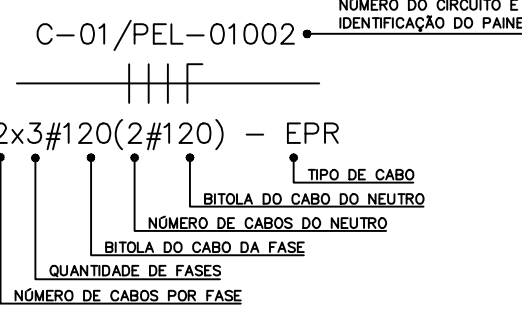 NÚMERO DO CIRCUITO E
IDENTIFICAÇÃO DO PAINE
C-01/PEL-01002
2x3#120(2#120) - EPR
TIPO DE CABO
BITOLA DO CABO DO NEUTRO
NÚMERO DE CABOS DO NEUTRO
BITOLA DO CABO DA FASE
QUANTIDADE DE FASES
NÚMERO DE CABOS POR FASE